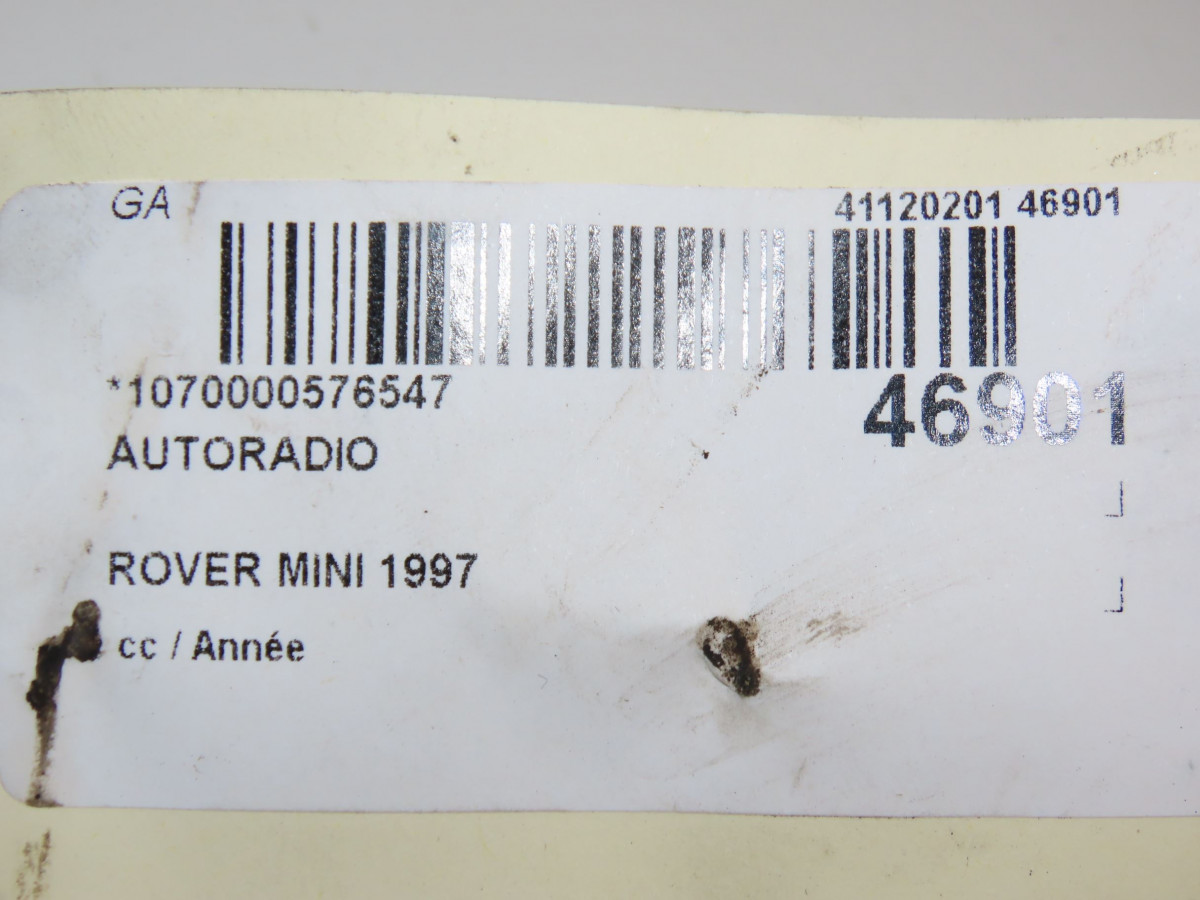 GA
41120201 46901
*1070000576547
46901
AUTORADIO
ROVER MINI 1997
cc / Année